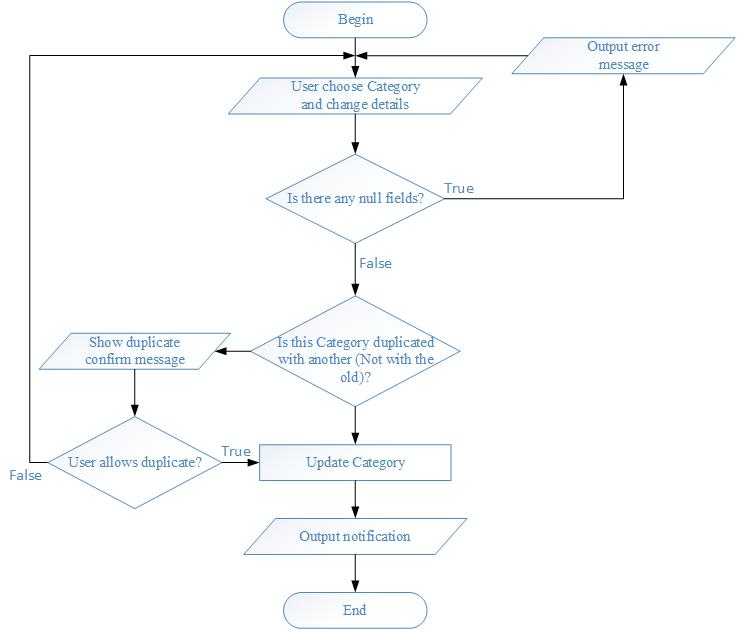 Begin
Output error
message
User choose Category
and change details
Is there any null fields?
True
False
Show duplicate
confirm message
Is this Category duplicated
with another (Not with the
old)?
User allows duplicate?
True
False
Update Category
Output notification
End